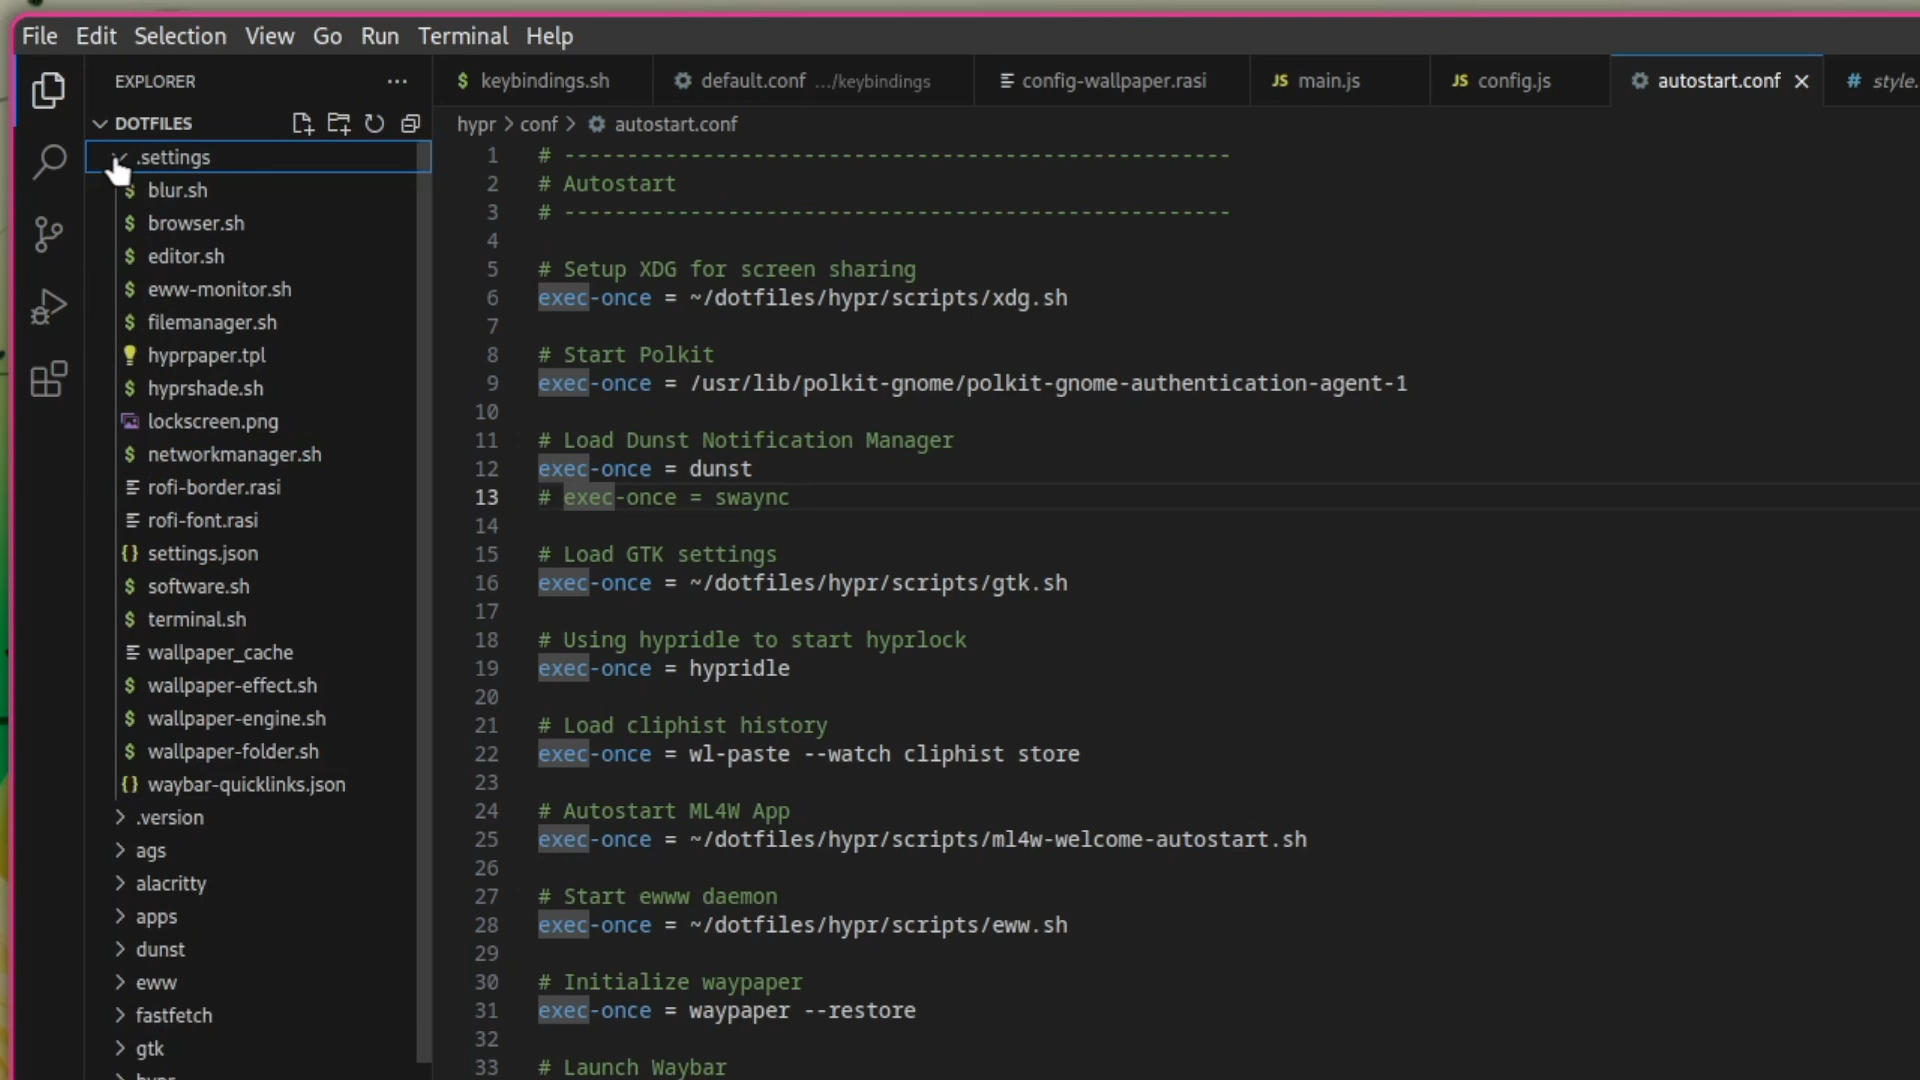 File Edit Selection View Go Run Terminal Help
EXPLORER ···
DOTFILES
.settings
$ blur.sh
$ browser.sh
$ editor.sh
$ eww-monitor.sh
$ filemanager.sh
hyprpaper.tpl
$ hyprshade.sh
lockscreen.png
$ networkmanager.sh
rofi-border.rasi
rofi-font.rasi
{} settings.json
$ software.sh
$ terminal.sh
wallpaper_cache
$ wallpaper-effect.sh
$ wallpaper-engine.sh
$ wallpaper-folder.sh
{} waybar-quicklinks.json
.version
ags
alacritty
apps
dunst
eww
fastfetch
gtk
$ keybindings.sh default.conf .../keybindings config-wallpaper.rasi JS main.js JS config.js autostart.conf # style.
hypr > conf > autostart.conf
1 # -----------------------------------------------------
2 # Autostart
3 # -----------------------------------------------------
4
5 # Setup XDG for screen sharing
6 exec-once = ~/dotfiles/hypr/scripts/xdg.sh
7
8 # Start Polkit
9 exec-once = /usr/lib/polkit-gnome/polkit-gnome-authentication-agent-1
10
11 # Load Dunst Notification Manager
12 exec-once = dunst
13 # exec-once = swaync
14
15 # Load GTK settings
16 exec-once = ~/dotfiles/hypr/scripts/gtk.sh
17
18 # Using hypridle to start hyprlock
19 exec-once = hypridle
20
21 # Load cliphist history
22 exec-once = wl-paste --watch cliphist store
23
24 # Autostart ML4W App
25 exec-once = ~/dotfiles/hypr/scripts/ml4w-welcome-autostart.sh
26
27 # Start ewww daemon
28 exec-once = ~/dotfiles/hypr/scripts/eww.sh
29
30 # Initialize waypaper
31 exec-once = waypaper --restore
32
33 # Launch Waybar